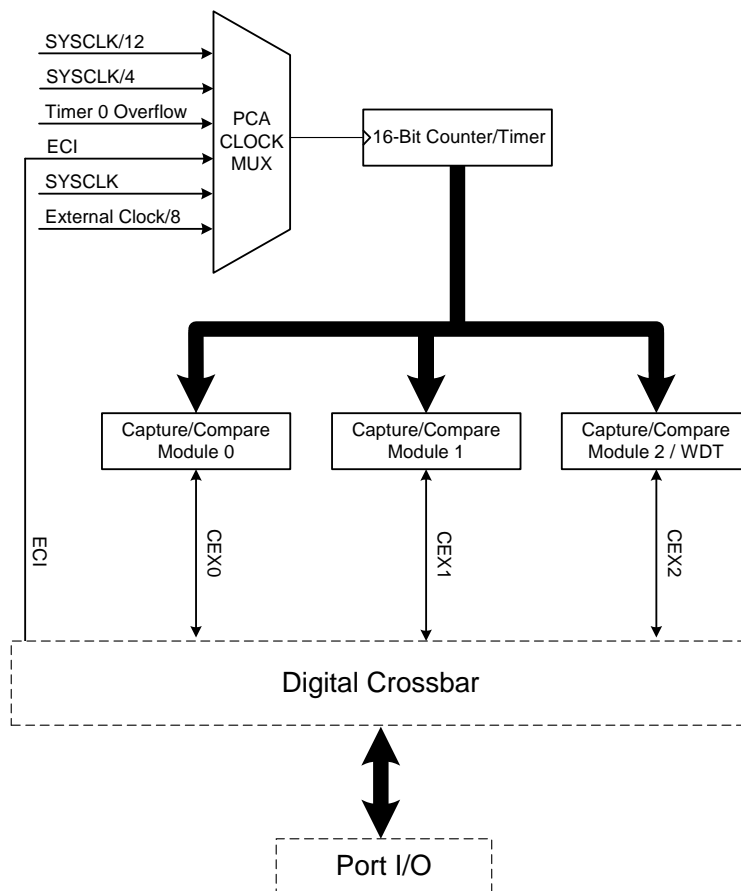 SYSCLK/12
SYSCLK/4
Timer 0 Overflow
ECI
SYSCLK
External Clock/8
PCA
CLOCK
MUX
16-Bit Counter/Timer
Capture/Compare
Module 0
Capture/Compare
Module 1
Capture/Compare
Module 2 / WDT
ECI
CEX0
CEX1
CEX2
Digital Crossbar
Port I/O